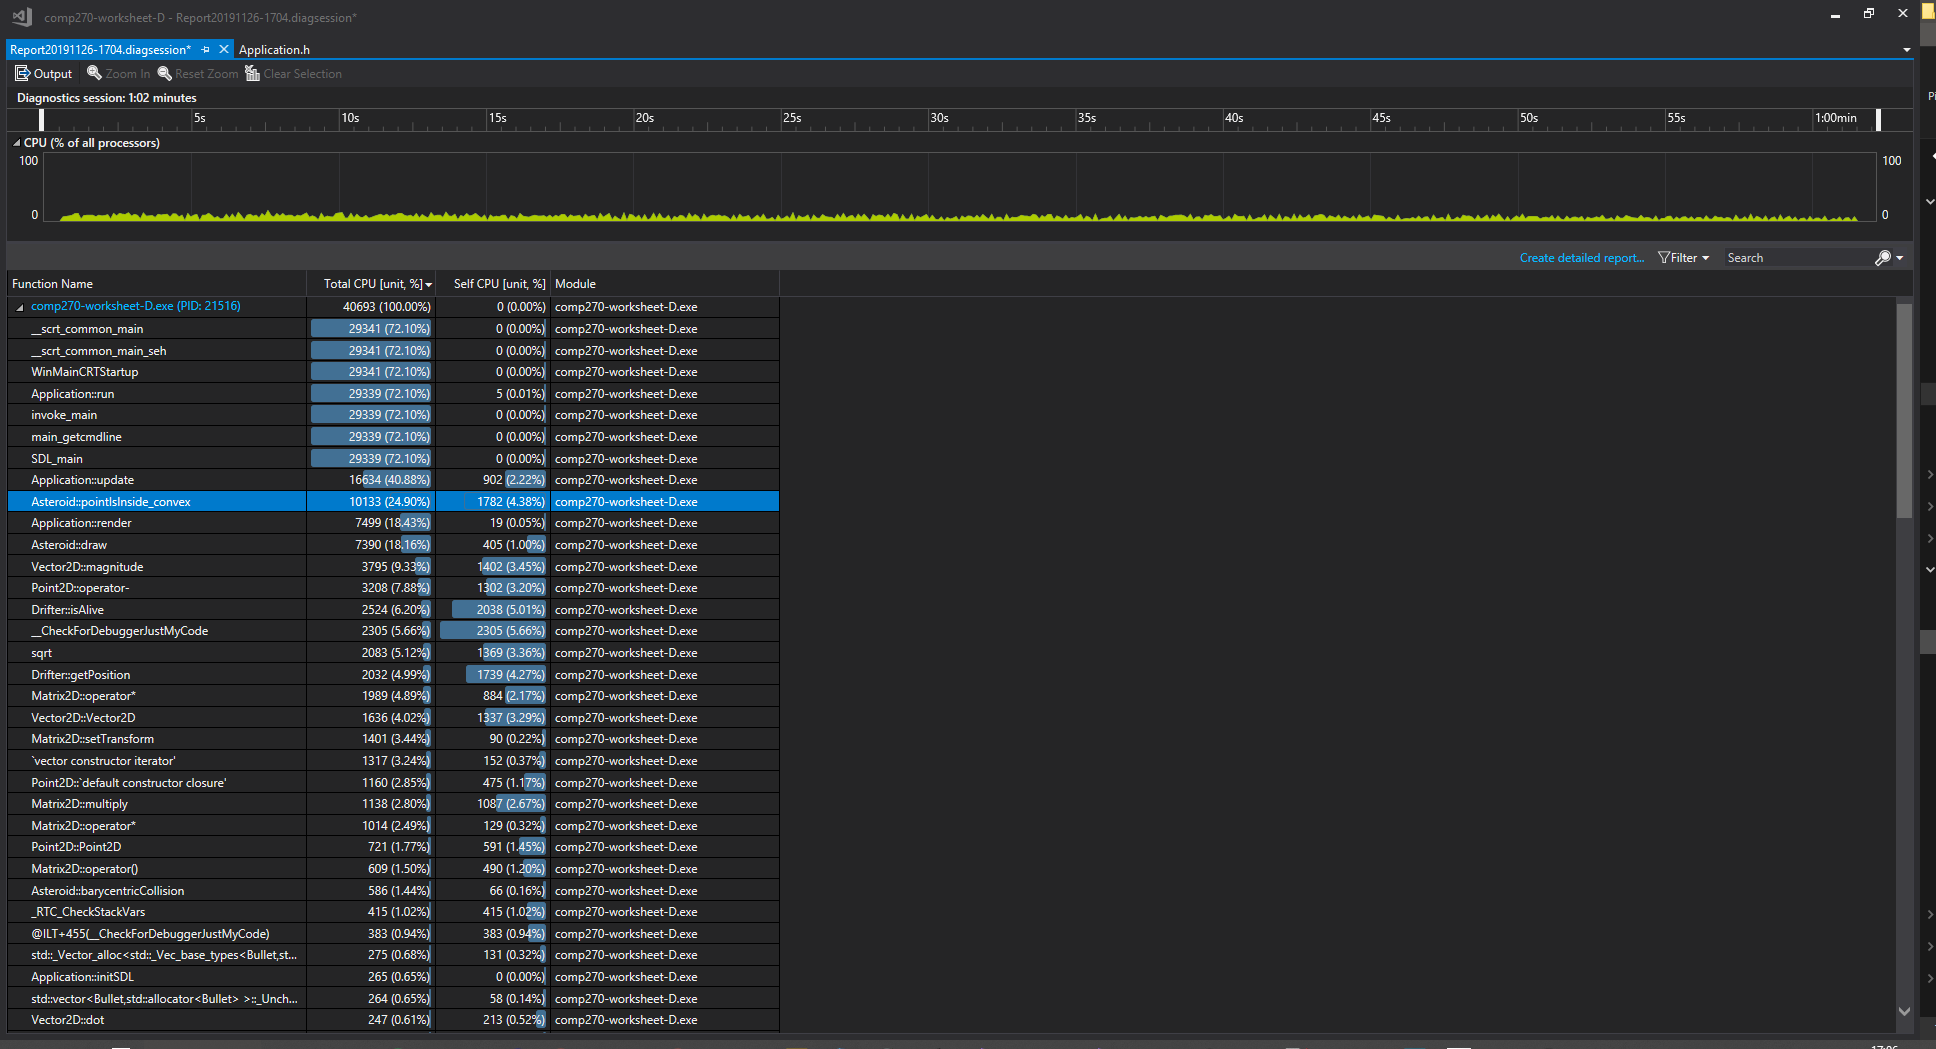 comp270-worksheet-D - Report20191126-1704.diagsession*
Report20191126-1704.diagsession* Application.h
Output Zoom In Reset Zoom Clear Selection
Diagnostics session: 1:02 minutes
5s 10s 15s 20s 25s 30s 35s 40s 45s 50s 55s 1:00min
CPU (% of all processors)
100 100
0 0
Create detailed report... Filter Search
Function Name Total CPU [unit, %] Self CPU [unit, %] Module
comp270-worksheet-D.exe (PID: 21516) 40693 (100.00%) 0 (0.00%) comp270-worksheet-D.exe
__scrt_common_main 29341 (72.10%) 0 (0.00%) comp270-worksheet-D.exe
__scrt_common_main_seh 29341 (72.10%) 0 (0.00%) comp270-worksheet-D.exe
WinMainCRTStartup 29341 (72.10%) 0 (0.00%) comp270-worksheet-D.exe
Application::run 29339 (72.10%) 5 (0.01%) comp270-worksheet-D.exe
invoke_main 29339 (72.10%) 0 (0.00%) comp270-worksheet-D.exe
main_getcmdline 29339 (72.10%) 0 (0.00%) comp270-worksheet-D.exe
SDL_main 29339 (72.10%) 0 (0.00%) comp270-worksheet-D.exe
Application::update 16634 (40.88%) 902 (2.22%) comp270-worksheet-D.exe
Asteroid::pointIsInside_convex 10133 (24.90%) 1782 (4.38%) comp270-worksheet-D.exe
Application::render 7499 (18.43%) 19 (0.05%) comp270-worksheet-D.exe
Asteroid::draw 7390 (18.16%) 405 (1.00%) comp270-worksheet-D.exe
Vector2D::magnitude 3795 (9.33%) 1402 (3.45%) comp270-worksheet-D.exe
Point2D::operator- 3208 (7.88%) 1302 (3.20%) comp270-worksheet-D.exe
Drifter::isAlive 2524 (6.20%) 2038 (5.01%) comp270-worksheet-D.exe
__CheckForDebuggerJustMyCode 2305 (5.66%) 2305 (5.66%) comp270-worksheet-D.exe
sqrt 2083 (5.12%) 1369 (3.36%) comp270-worksheet-D.exe
Drifter::getPosition 2032 (4.99%) 1739 (4.27%) comp270-worksheet-D.exe
Matrix2D::operator* 1989 (4.89%) 884 (2.17%) comp270-worksheet-D.exe
Vector2D::Vector2D 1636 (4.02%) 1337 (3.29%) comp270-worksheet-D.exe
Matrix2D::setTransform 1401 (3.44%) 90 (0.22%) comp270-worksheet-D.exe
`vector constructor iterator' 1317 (3.24%) 152 (0.37%) comp270-worksheet-D.exe
Point2D::`default constructor closure' 1160 (2.85%) 475 (1.17%) comp270-worksheet-D.exe
Matrix2D::multiply 1138 (2.80%) 1087 (2.67%) comp270-worksheet-D.exe
Matrix2D::operator* 1014 (2.49%) 129 (0.32%) comp270-worksheet-D.exe
Point2D::Point2D 721 (1.77%) 591 (1.45%) comp270-worksheet-D.exe
Matrix2D::operator() 609 (1.50%) 490 (1.20%) comp270-worksheet-D.exe
Asteroid::barycentricCollision 586 (1.44%) 66 (0.16%) comp270-worksheet-D.exe
_RTC_CheckStackVars 415 (1.02%) 415 (1.02%) comp270-worksheet-D.exe
@ILT+455(__CheckForDebuggerJustMyCode) 383 (0.94%) 383 (0.94%) comp270-worksheet-D.exe
std::_Vector_alloc<std::_Vec_base_types<Bullet,st... 275 (0.68%) 131 (0.32%) comp270-worksheet-D.exe
Application::initSDL 265 (0.65%) 0 (0.00%) comp270-worksheet-D.exe
std::vector<Bullet,std::allocator<Bullet> >::_Unch... 264 (0.65%) 58 (0.14%) comp270-worksheet-D.exe
Vector2D::dot 247 (0.61%) 213 (0.52%) comp270-worksheet-D.exe